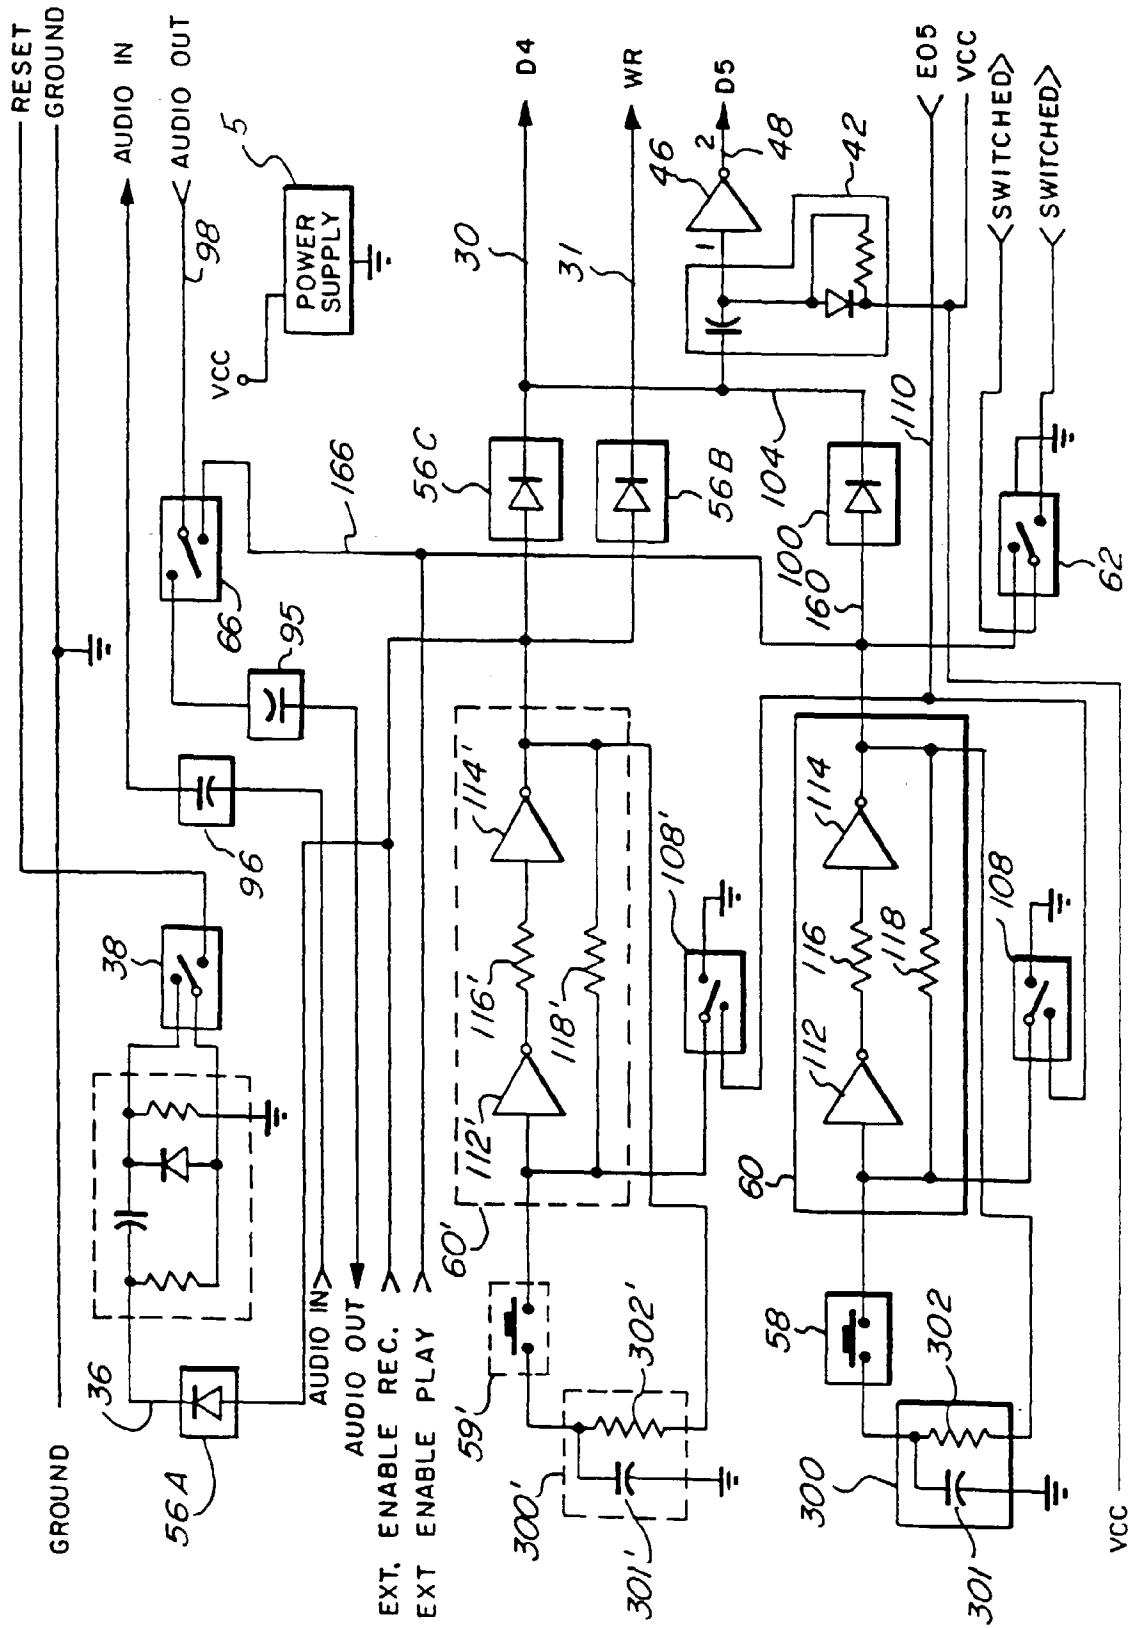 RESET
GROUND
AUDIO IN
AUDIO OUT
5
98
POWER
SUPPLY
VCC
D4
WR
D5
30
31
46
1
2
48
42
E05
VCC
<SWITCHED>
<SWITCHED>
66
166
56C
56B
104
100
160
110
62
95
96
38
114'
116'
118'
112'
108'
60'
114
116
118
112
108
60
GROUND
36
56A
AUDIO IN
AUDIO OUT
EXT. ENABLE REC.
EXT ENABLE PLAY
59'
302'
300'
301'
58
302
300
301
VCC